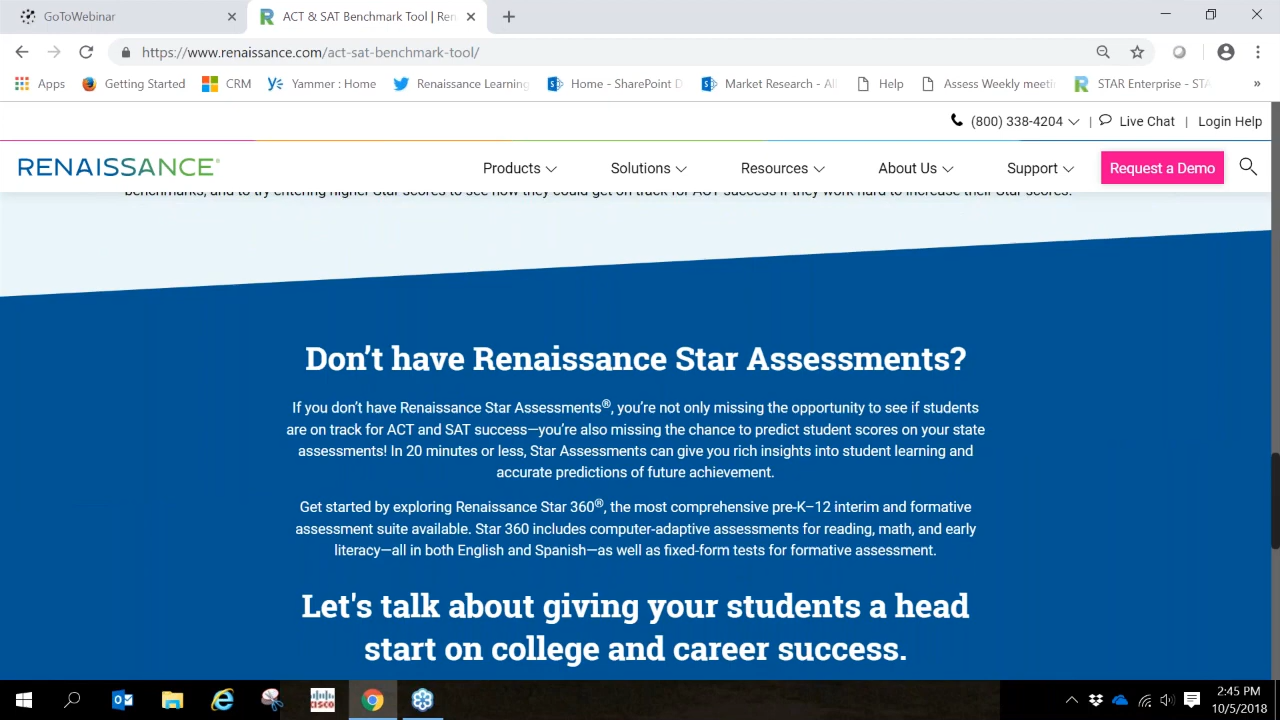 GoToWebinar
ACT & SAT Benchmark Tool | Ren
https://www.renaissance.com/act-sat-benchmark-tool/
Apps Getting Started CRM Yammer : Home Renaissance Learning Home - SharePoint D Market Research - All Help Assess Weekly meeti STAR Enterprise - STA »
(800) 338-4204 | Live Chat | Login Help
RENAISSANCE®
Products Solutions Resources About Us Support Request a Demo
benchmarks, and to try entering higher Star scores to see how they could get on track for ACT success if they work hard to increase their Star scores.
Don't have Renaissance Star Assessments?
If you don't have Renaissance Star Assessments®, you're not only missing the opportunity to see if students
are on track for ACT and SAT success—you're also missing the chance to predict student scores on your state
assessments! In 20 minutes or less, Star Assessments can give you rich insights into student learning and
accurate predictions of future achievement.
Get started by exploring Renaissance Star 360®, the most comprehensive pre-K–12 interim and formative
assessment suite available. Star 360 includes computer-adaptive assessments for reading, math, and early
literacy—all in both English and Spanish—as well as fixed-form tests for formative assessment.
Let's talk about giving your students a head
start on college and career success.
CISCO
2:45 PM
10/5/2018